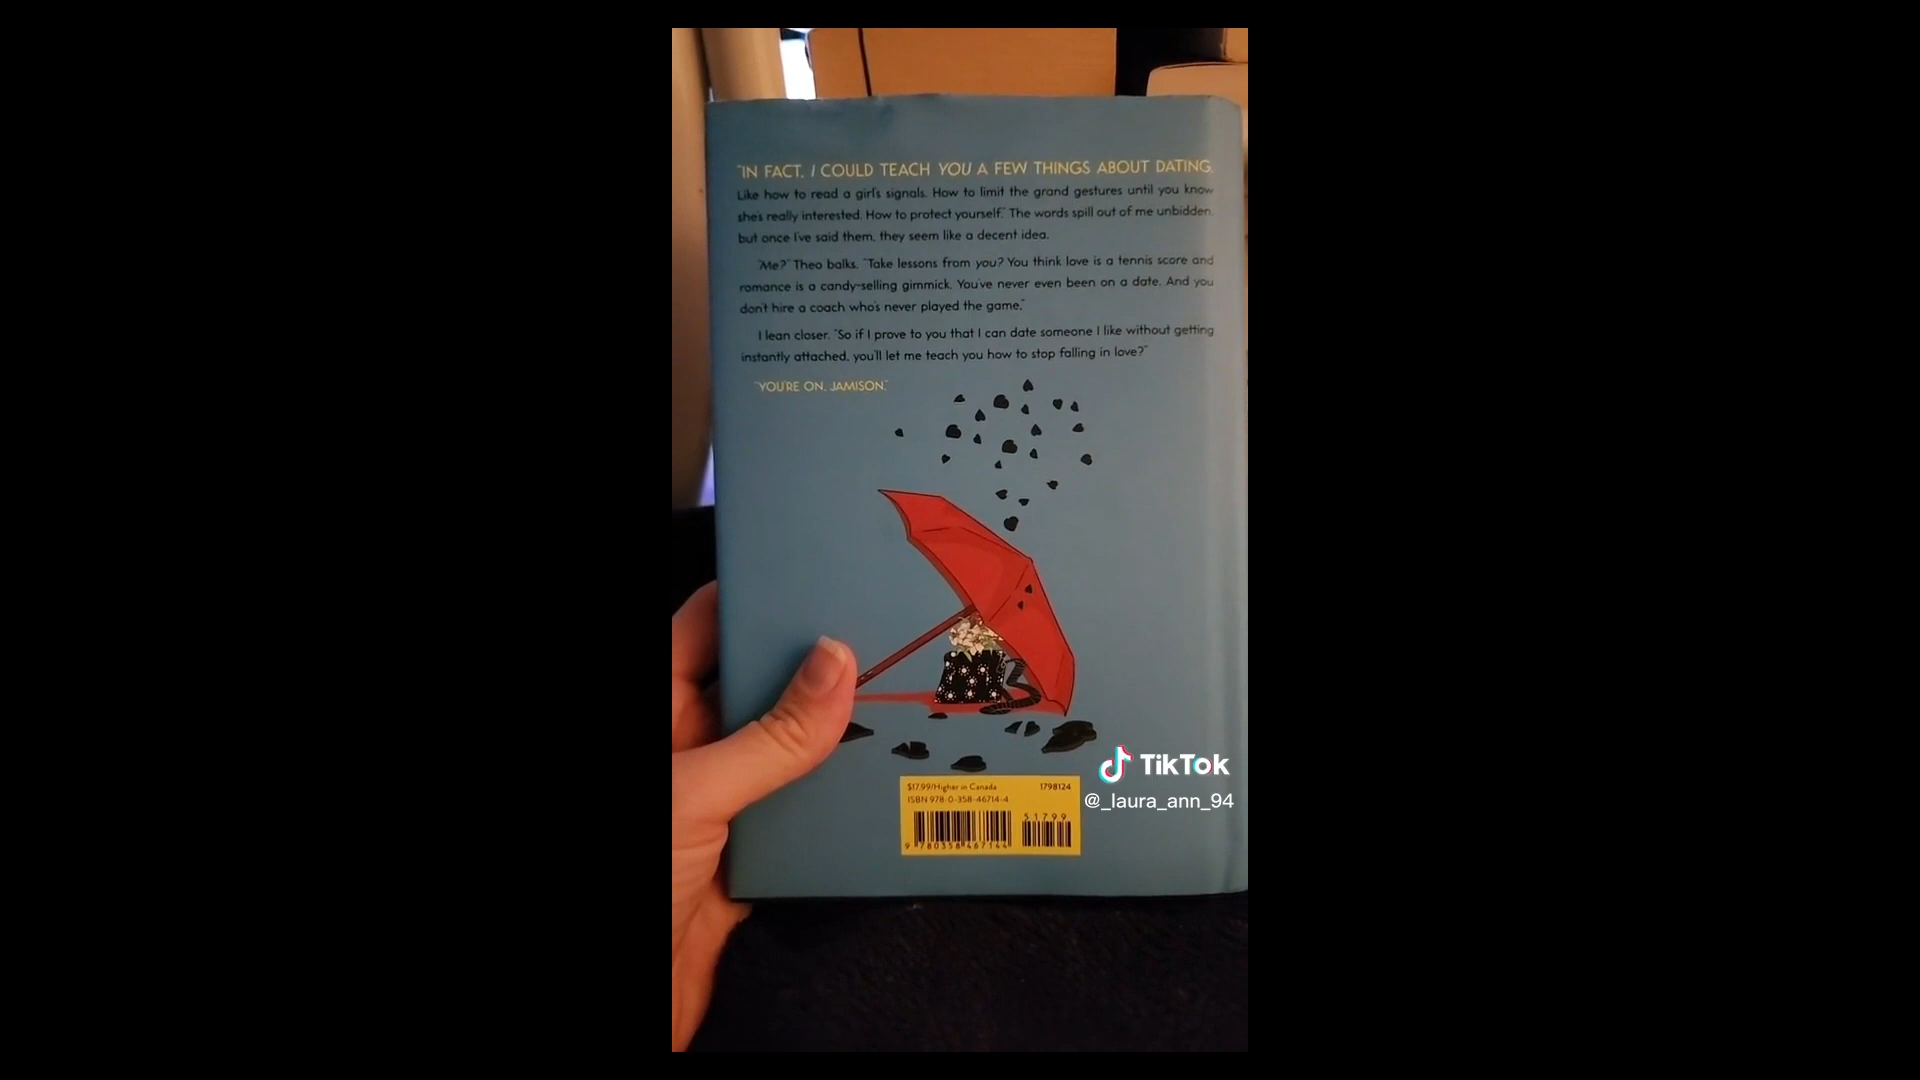 "IN FACT, I COULD TEACH YOU A FEW THINGS ABOUT DATING.
Like how to read a girl's signals. How to limit the grand gestures until you know
she's really interested. How to protect yourself." The words spill out of me unbidden,
but once I've said them, they seem like a decent idea.
"Me?" Theo balks. "Take lessons from you? You think love is a tennis score and
romance is a candy-selling gimmick. You've never even been on a date. And you
don't hire a coach who's never played the game."
I lean closer. "So if I prove to you that I can date someone I like without getting
instantly attached, you'll let me teach you how to stop falling in love?"
"YOU'RE ON, JAMISON."
$17.99/Higher in Canada 1798124
ISBN 978-0-358-46714-4
51799
9 780358 467144
TikTok
@_laura_ann_94